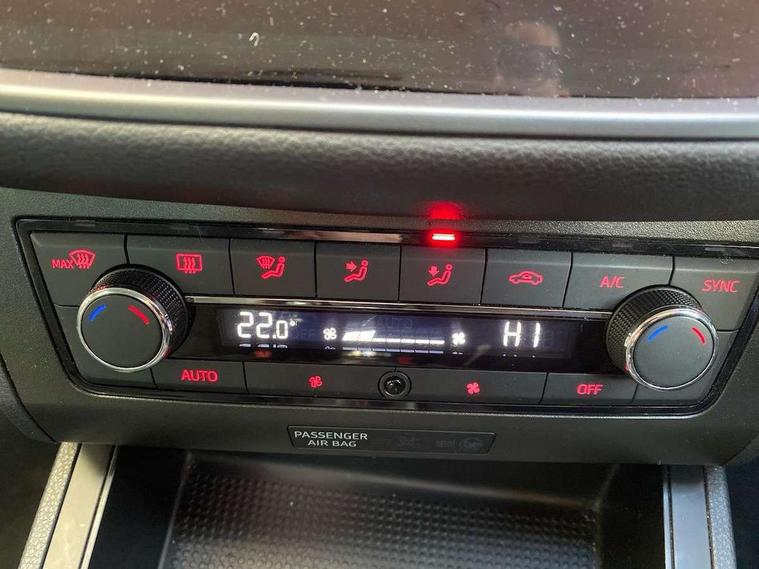 MAX
A/C
SYNC
22.0° HI
AUTO
OFF
PASSENGER
AIR BAG